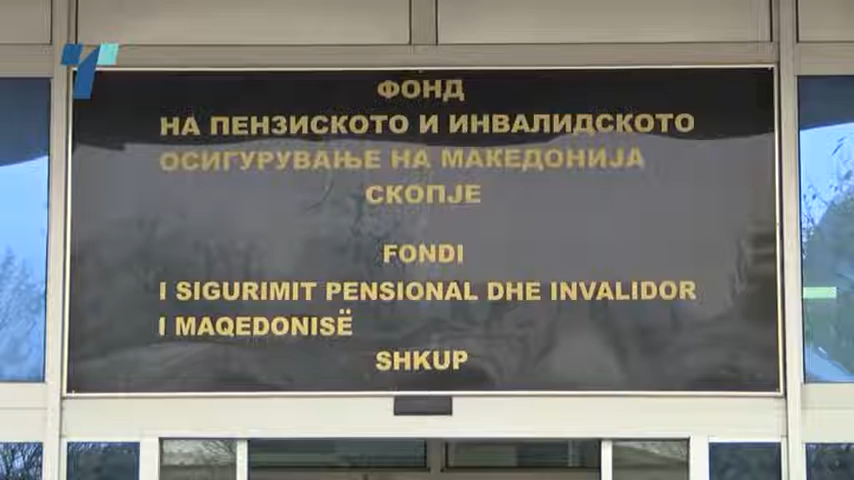 ФОНД
НА ПЕНЗИСКОТО И ИНВАЛИДСКОТО
ОСИГУРУВАЊЕ НА МАКЕДОНИЈА
СКОПЈЕ
FONDI
I SIGURIMIT PENSIONAL DHE INVALIDOR
I MAQEDONISË
SHKUP